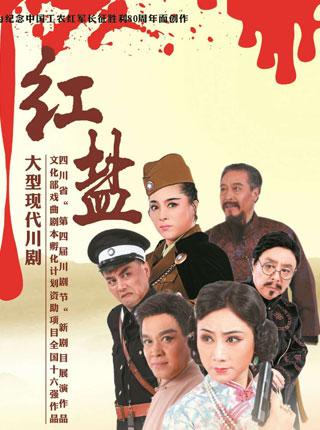 为纪念中国工农红军长征胜利80周年而创作
红盐
大型现代川剧
四川省“第四届川剧节”新剧目展演作品
文化部戏曲剧本孵化计划资助项目全国十六强作品